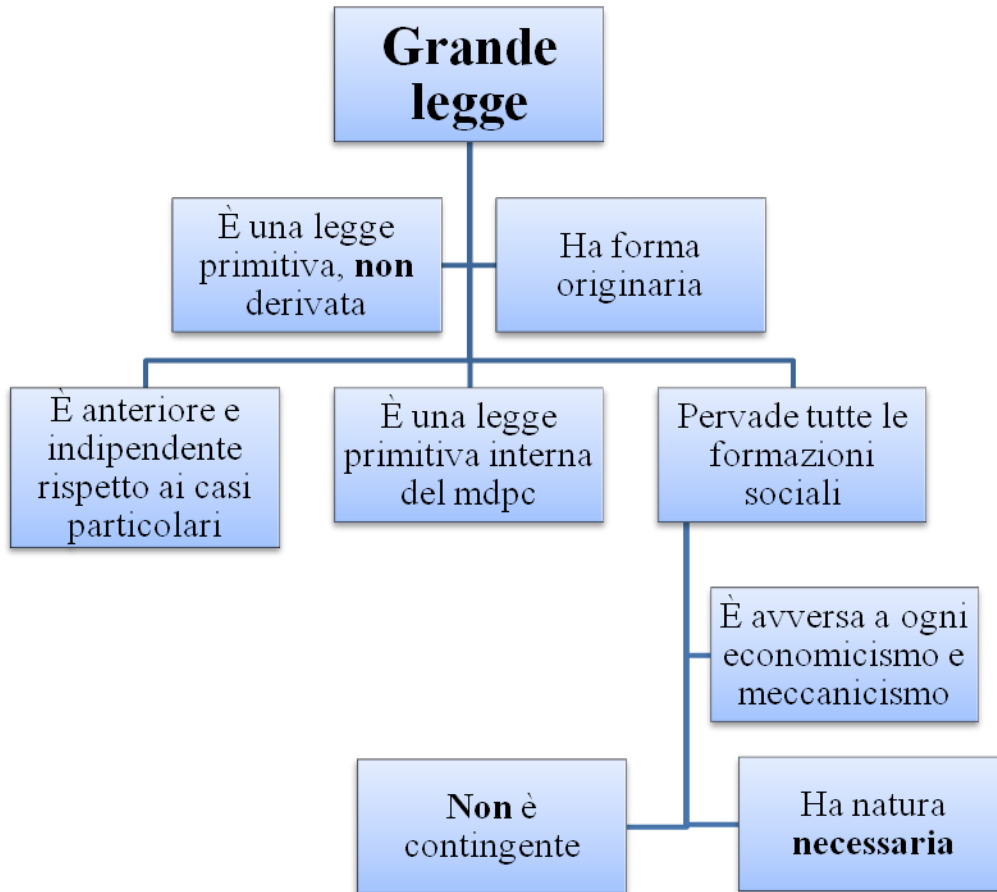 Grande
legge
È una legge
primitiva, non
derivata
Ha forma
originaria
È anteriore e
indipendente
rispetto ai casi
particolari
È una legge
primitiva interna
del mdpc
Pervade tutte le
formazioni
sociali
È avversa a ogni
economicismo e
meccanicismo
Non è
contingente
Ha natura
necessaria